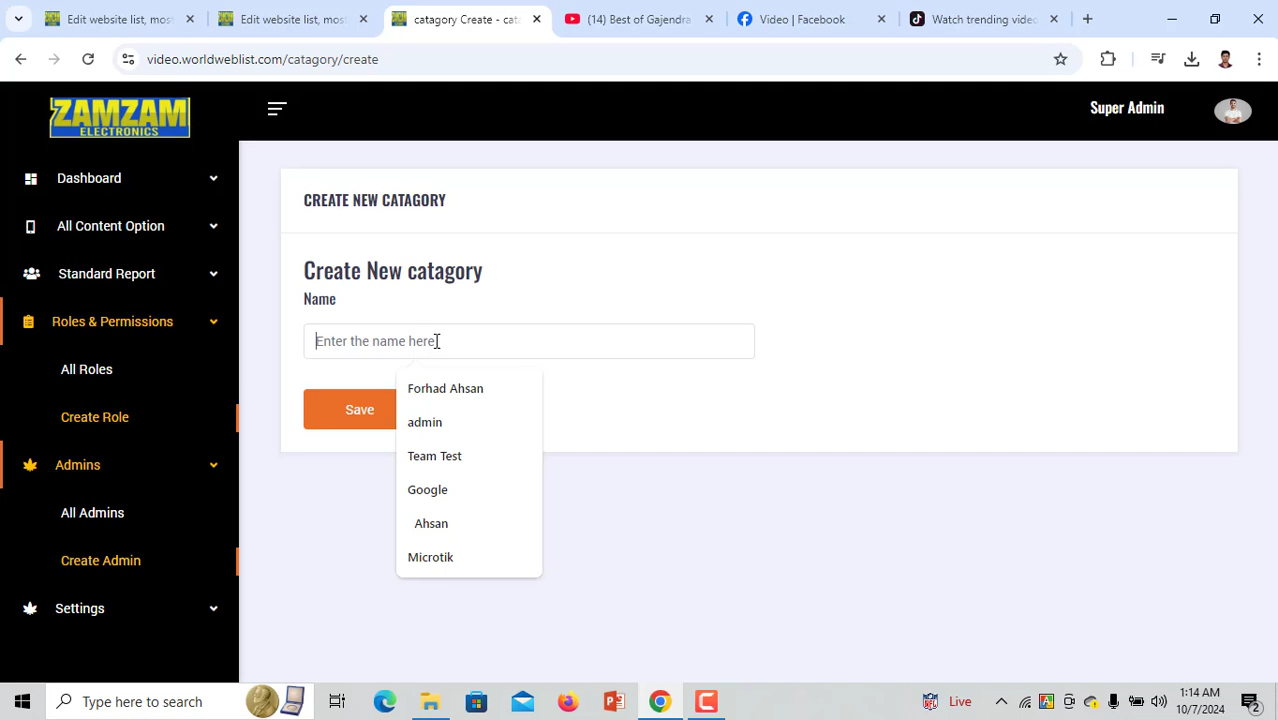 Edit website list, mos
Edit website list, mos
catagory Create - cat
(14) Best of Gajendra
Video | Facebook
Watch trending video
video.worldweblist.com/catagory/create
ZAMZAM
ELECTRONICS
Super Admin
Dashboard
All Content Option
Standard Report
Roles & Permissions
All Roles
Create Role
Admins
All Admins
Create Admin
Settings
CREATE NEW CATAGORY
Create New catagory
Name
Enter the name here
Save
Forhad Ahsan
admin
Team Test
Google
Ahsan
Microtik
Type here to search
Live
1:14 AM
10/7/2024
2